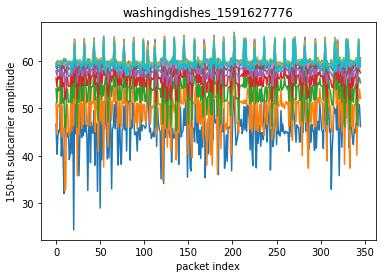 washingdishes_1591627776
150-th subcarrier amplitude
60
50
40
30
0 50 100 150 200 250 300 350
packet index